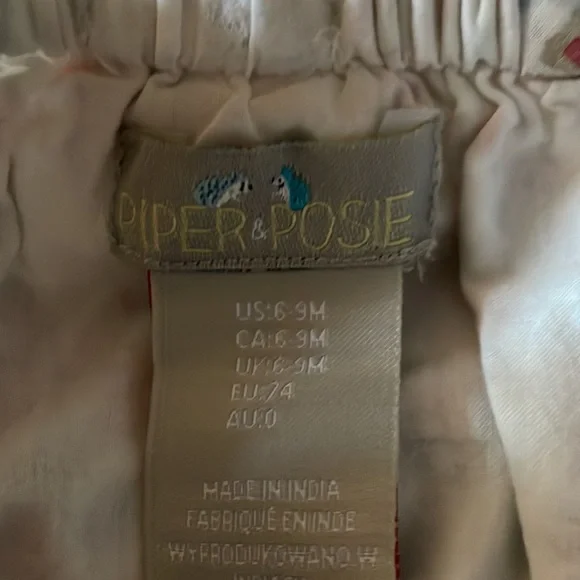 PIPER & POSIE
US:6-9M
CA:6-9M
UK:6-9M
EU:74
AU:0
MADE IN INDIA
FABRIQUÉ EN INDE
WYPRODUKOWANO W